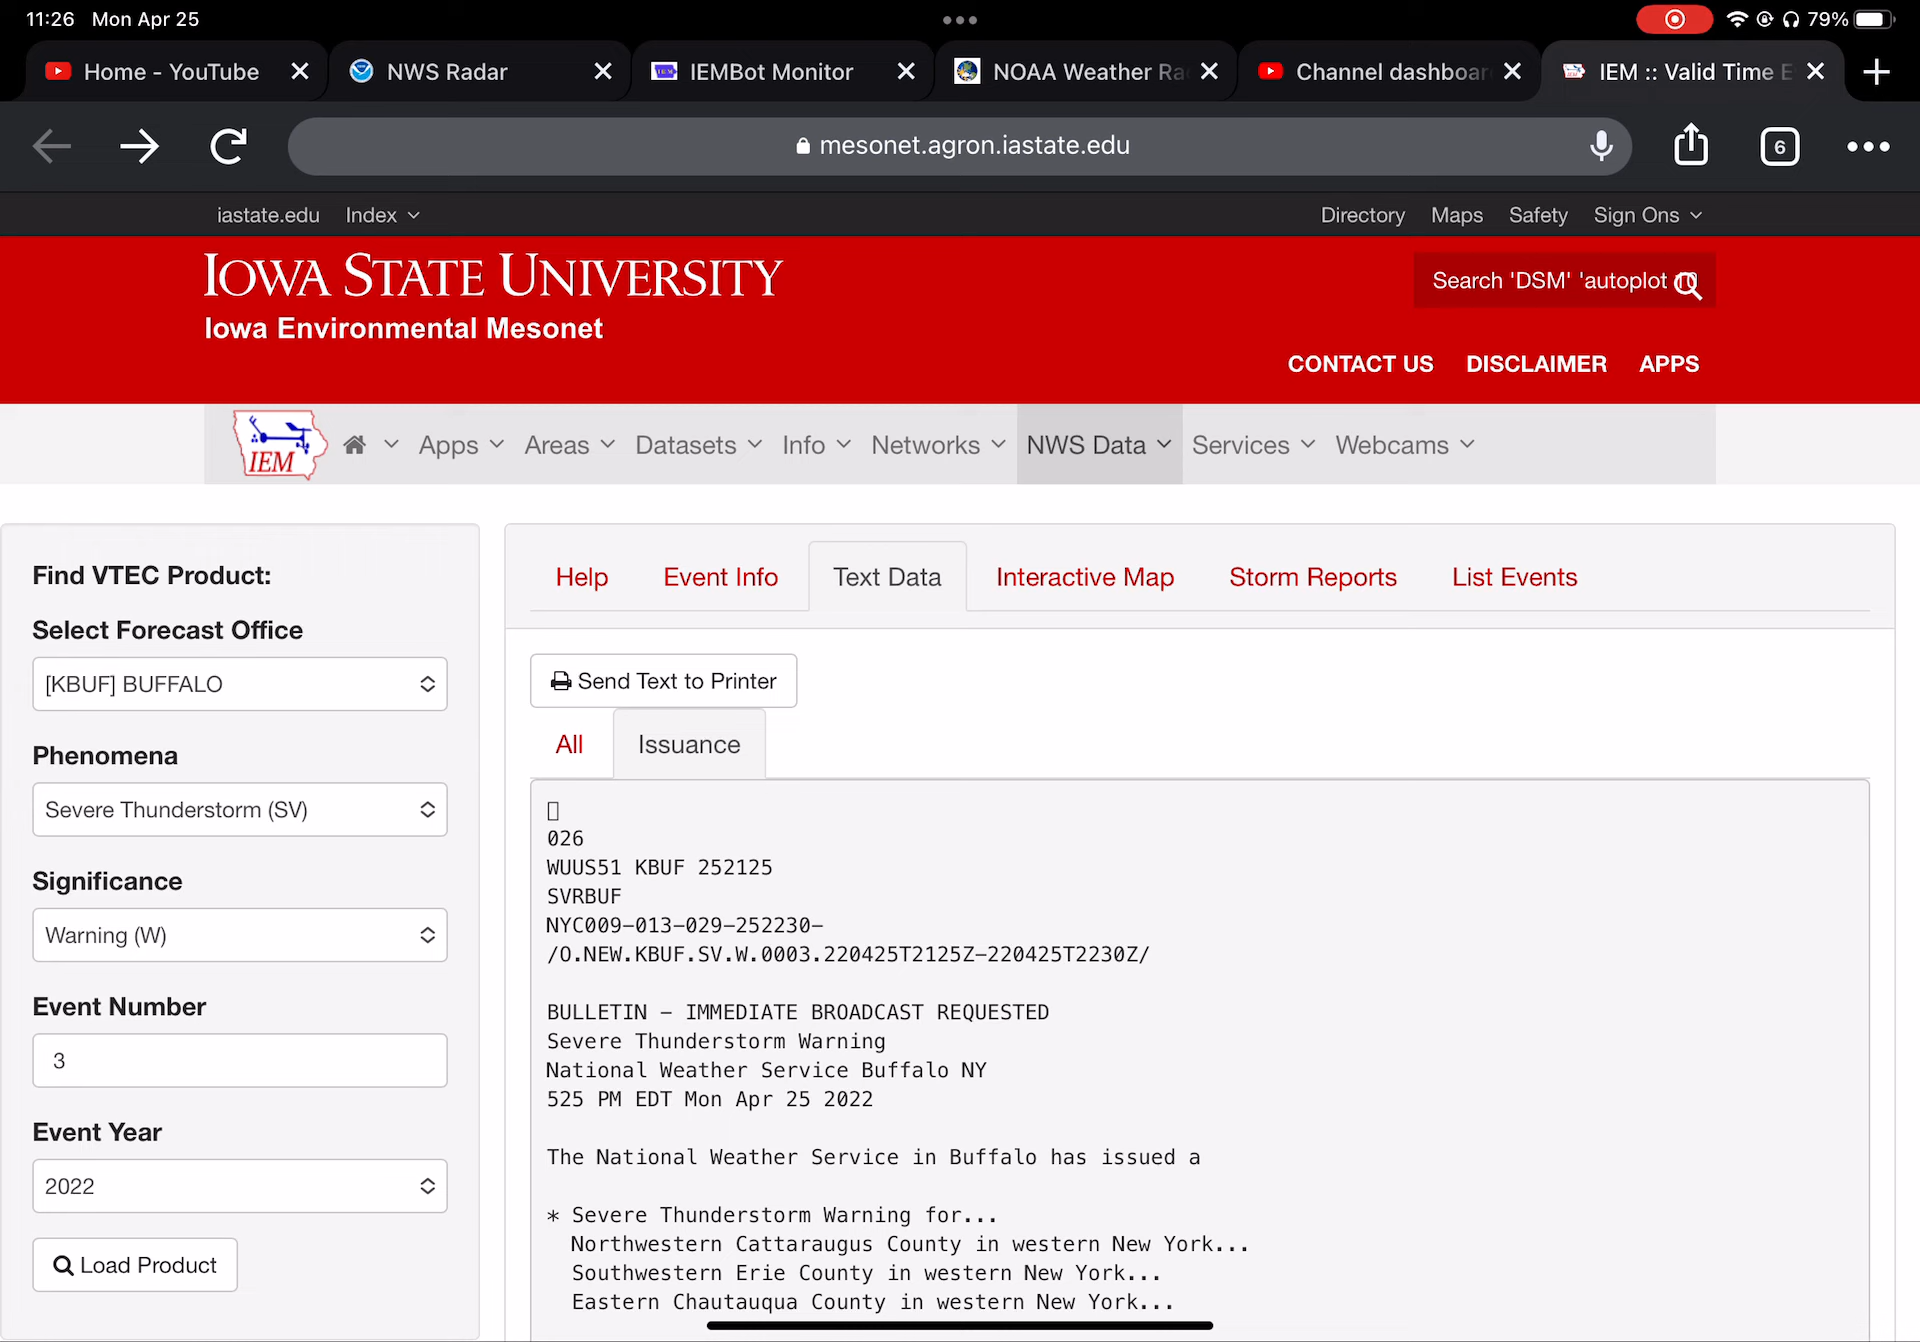 11:26 Mon Apr 25
79%
Home - YouTube
NWS Radar
IEMBot Monitor
NOAA Weather Ra
Channel dashboar
IEM :: Valid Time E
mesonet.agron.iastate.edu
6
iastate.edu Index
Directory Maps Safety Sign Ons
IOWA STATE UNIVERSITY
Iowa Environmental Mesonet
Search 'DSM' 'autoplot 10
CONTACT US DISCLAIMER APPS
IEM
Apps Areas Datasets Info Networks NWS Data Services Webcams
Find VTEC Product:
Select Forecast Office
[KBUF] BUFFALO
Phenomena
Severe Thunderstorm (SV)
Significance
Warning (W)
Event Number
3
Event Year
2022
Load Product
Help Event Info Text Data Interactive Map Storm Reports List Events
Send Text to Printer
All Issuance
026
WUUS51 KBUF 252125
SVRBUF
NYC009-013-029-252230-
/O.NEW.KBUF.SV.W.0003.220425T2125Z-220425T2230Z/
BULLETIN - IMMEDIATE BROADCAST REQUESTED
Severe Thunderstorm Warning
National Weather Service Buffalo NY
525 PM EDT Mon Apr 25 2022
The National Weather Service in Buffalo has issued a
* Severe Thunderstorm Warning for...
Northwestern Cattaraugus County in western New York...
Southwestern Erie County in western New York...
Eastern Chautauqua County in western New York...